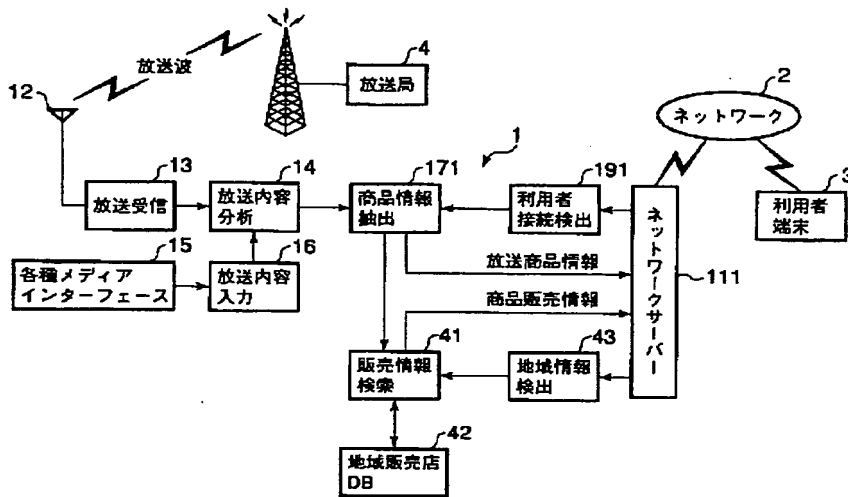 放送波
4
放送局
12
2
ネットワーク
13
放送受信
14
放送内容
分析
171
商品情報
抽出
1
191
利用者
接続検出
3
利用者
端末
15
各種メディア
インターフェース
16
放送内容
入力
放送商品情報
商品販売情報
ネットワークサーバー
111
41
販売情報
検索
43
地域情報
検出
42
地域販売店
DB